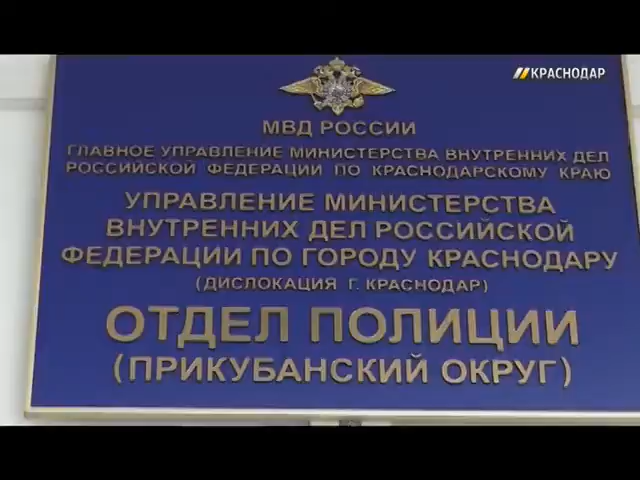 КРАСНОДАР
МВД РОССИИ
ГЛАВНОЕ УПРАВЛЕНИЕ МИНИСТЕРСТВА ВНУТРЕННИХ ДЕЛ
РОССИЙСКОЙ ФЕДЕРАЦИИ ПО КРАСНОДАРСКОМУ КРАЮ
УПРАВЛЕНИЕ МИНИСТЕРСТВА
ВНУТРЕННИХ ДЕЛ РОССИЙСКОЙ
ФЕДЕРАЦИИ ПО ГОРОДУ КРАСНОДАРУ
(ДИСЛОКАЦИЯ Г. КРАСНОДАР)
ОТДЕЛ ПОЛИЦИИ
(ПРИКУБАНСКИЙ ОКРУГ)